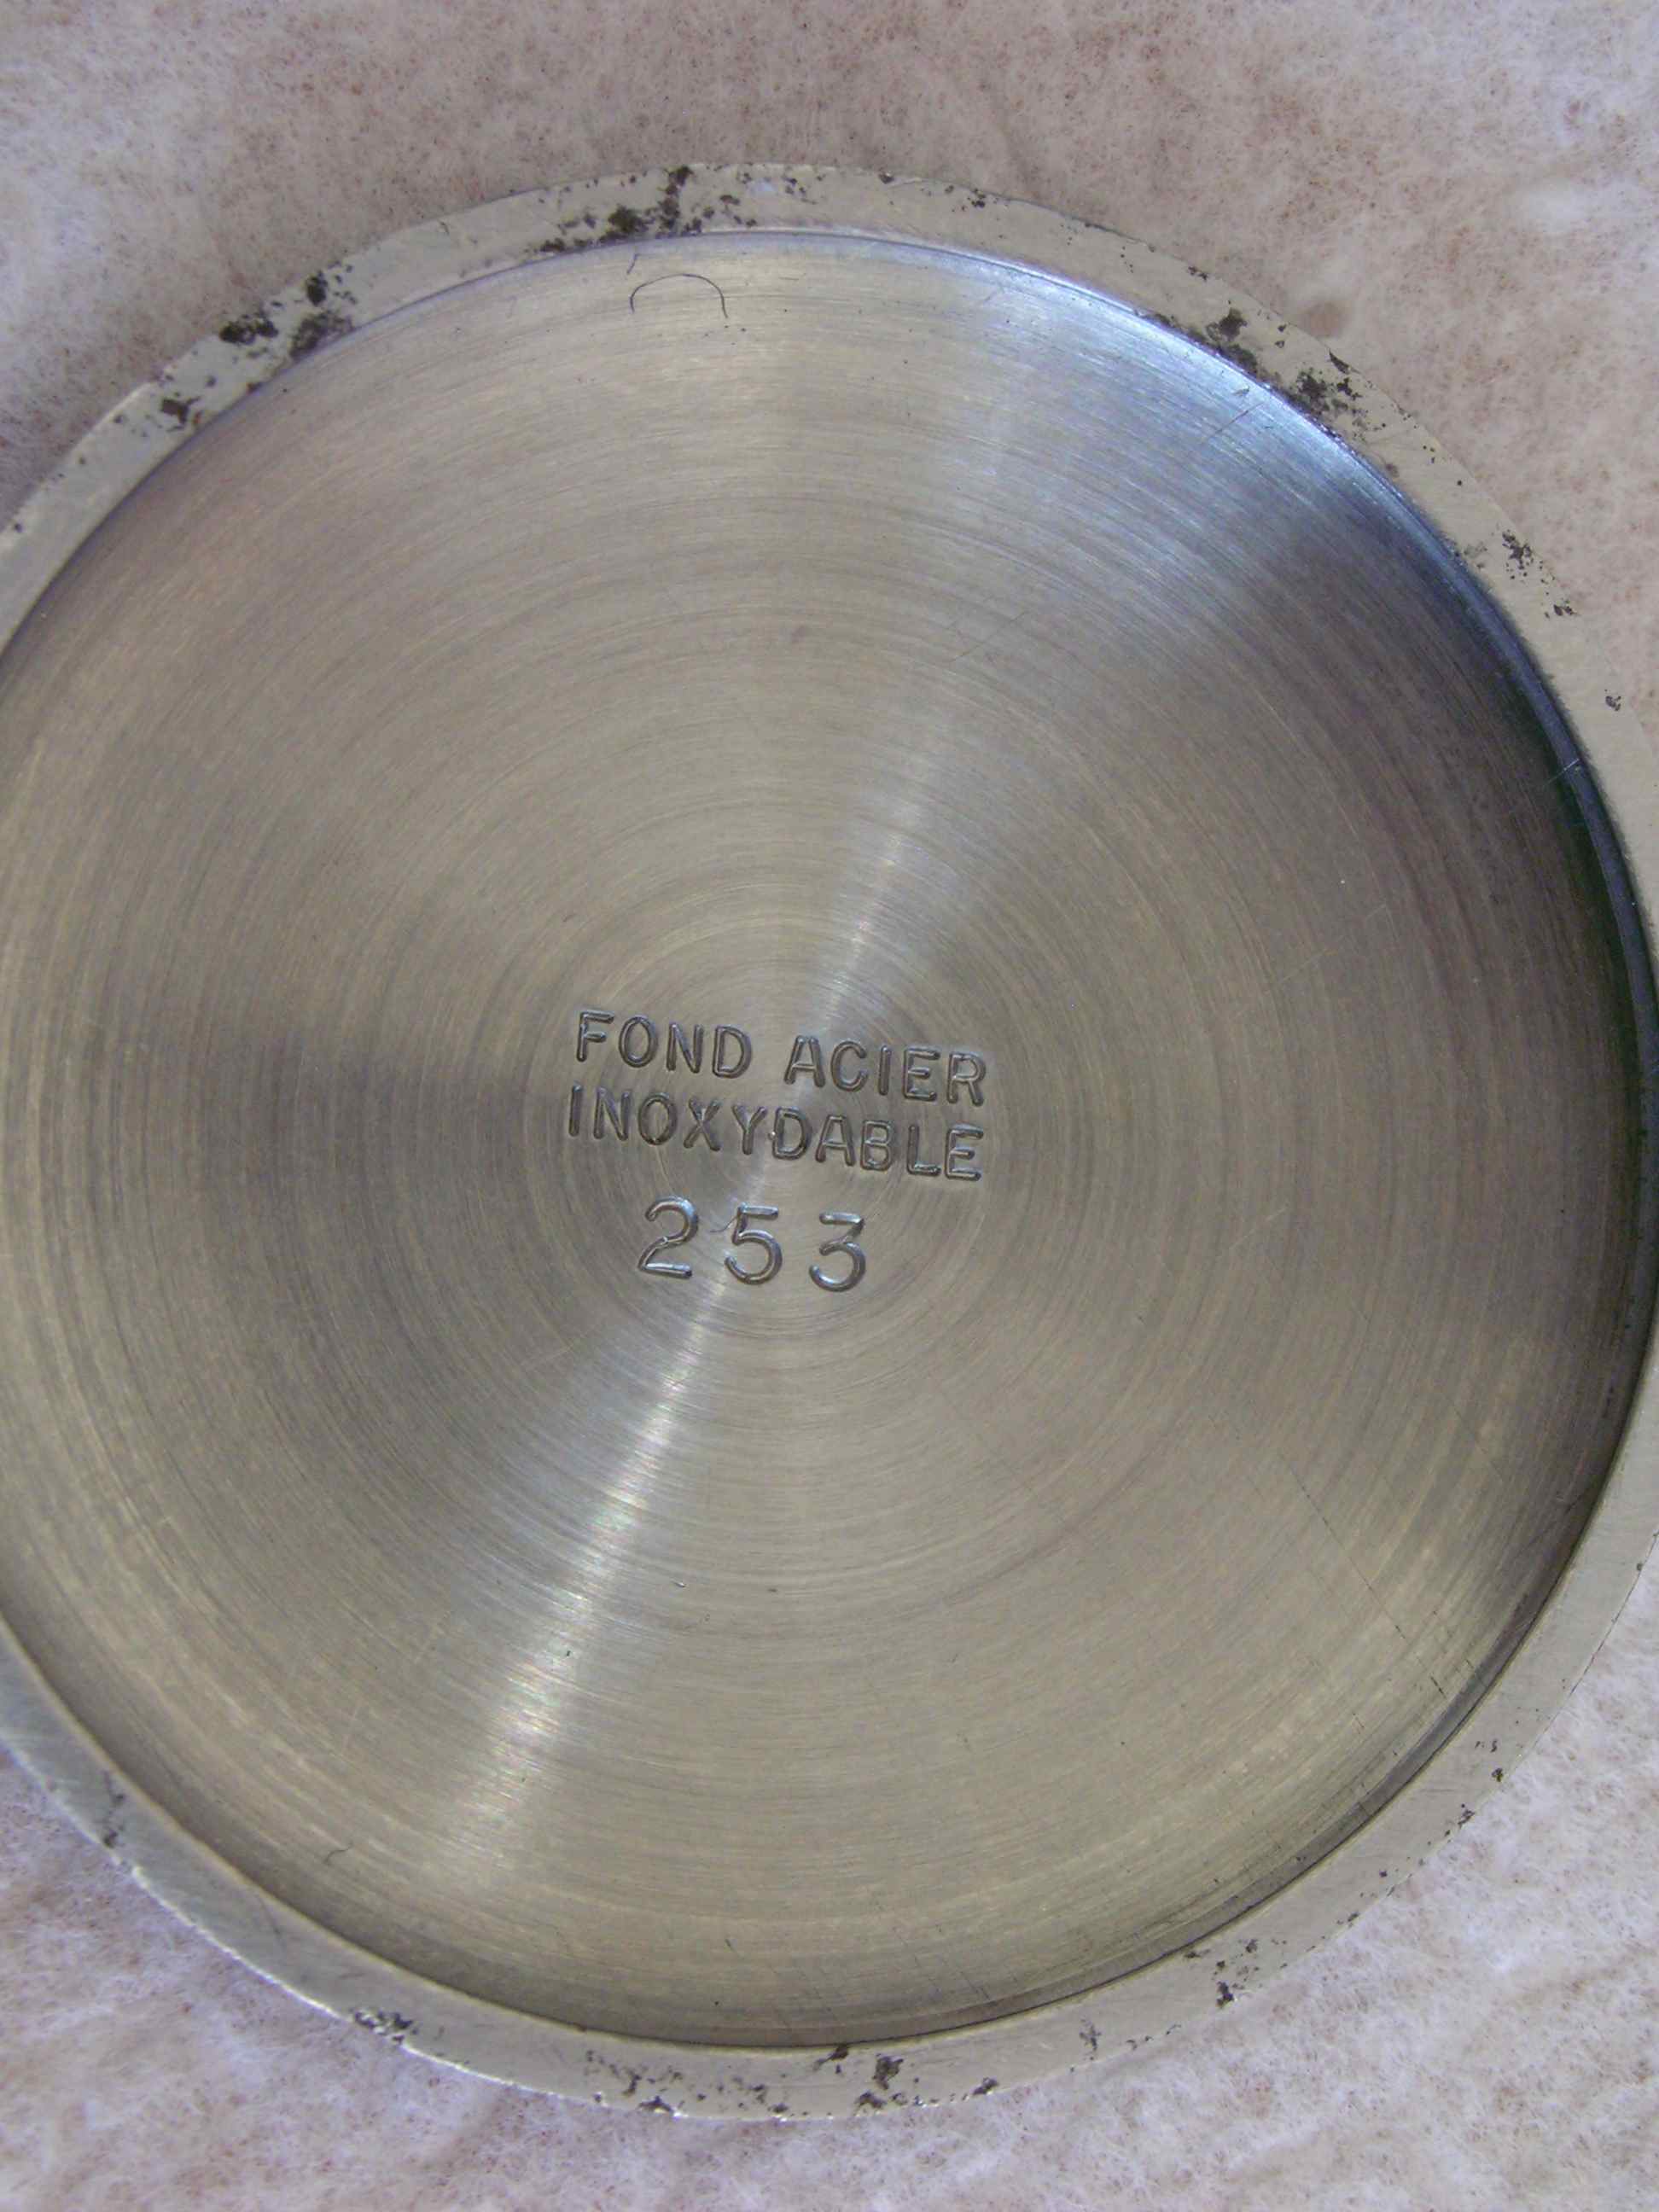 FOND ACIER
INOXYDABLE
253